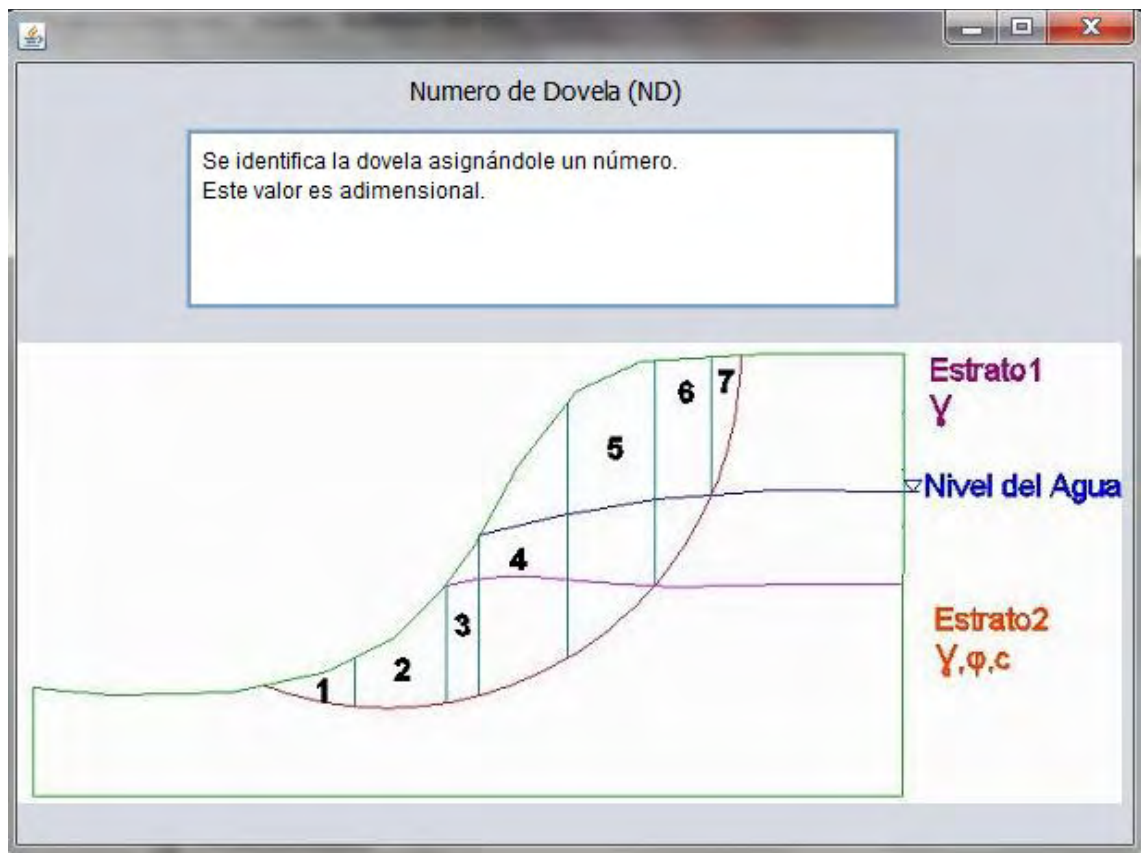 Numero de Dovela (ND)
Se identifica la dovela asignándole un número.
Este valor es adimensional.
Estrato1
γ
Nivel del Agua
Estrato2
γ,φ,c
1
2
3
4
5
6
7